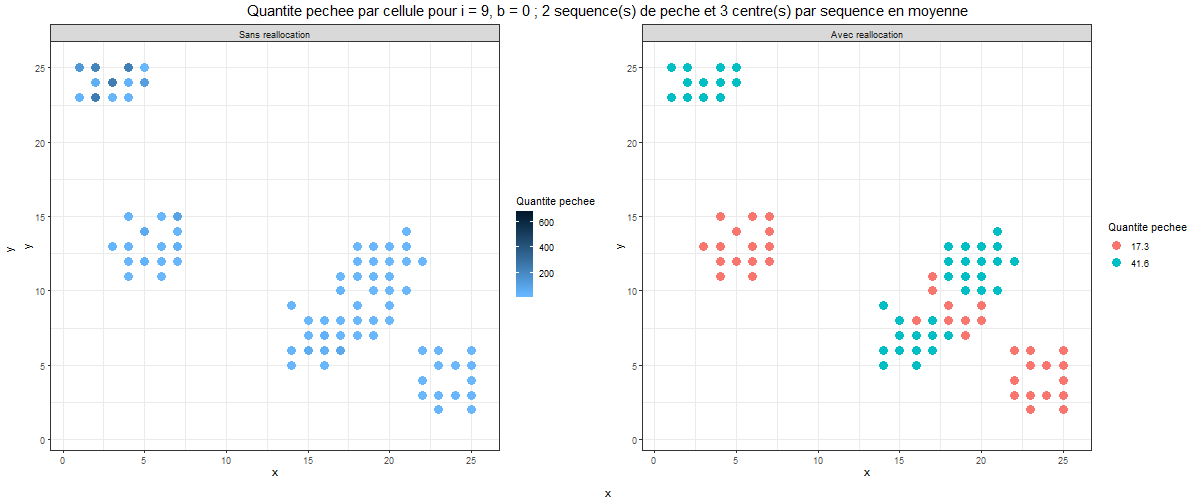 Quantite pechee par cellule pour i = 9, b = 0 ; 2 sequence(s) de peche et 3 centre(s) par sequence en moyenne
Sans reallocation
25
20
15
10
5
0
0 5 10 15 20 25
x
y
y
Quantite pechee
600
400
200
Avec reallocation
25
20
15
10
5
0
0 5 10 15 20 25
x
y
Quantite pechee
17.3
41.6
x